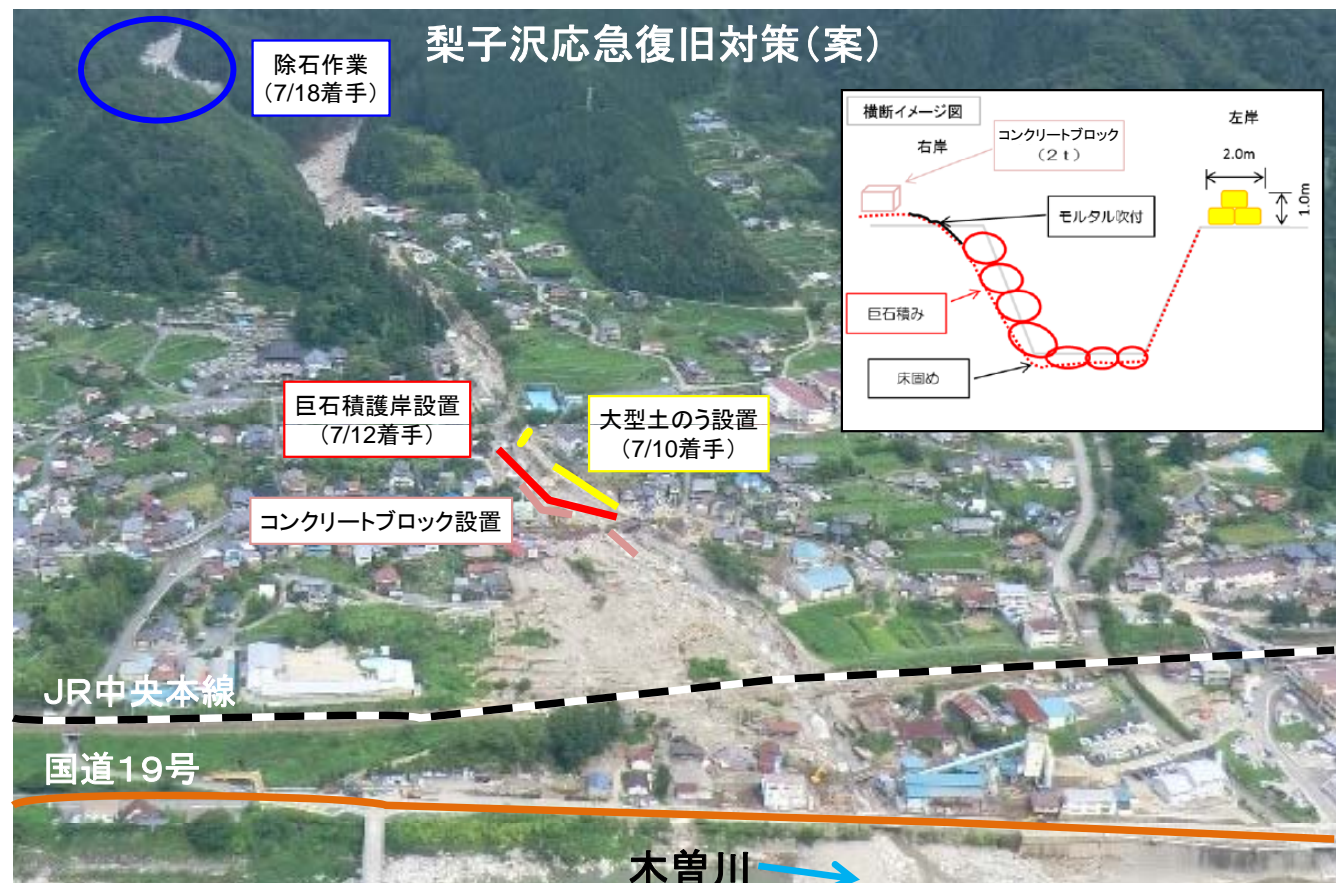 梨子沢応急復旧対策（案）
除石作業
（7/18着手）
横断イメージ図
右岸
コンクリートブロック
（２ｔ）
左岸
2.0m
1.0m
モルタル吹付
巨石積み
床固め
巨石積護岸設置
（7/12着手）
大型土のう設置
（7/10着手）
コンクリートブロック設置
ＪＲ中央本線
国道１９号
木曽川